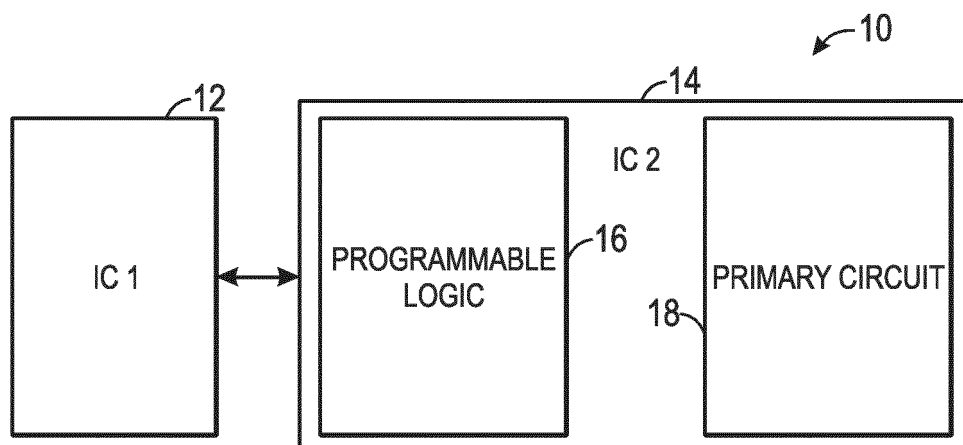 10
12
14
IC 1
PROGRAMMABLE
LOGIC
16
IC 2
18
PRIMARY CIRCUIT